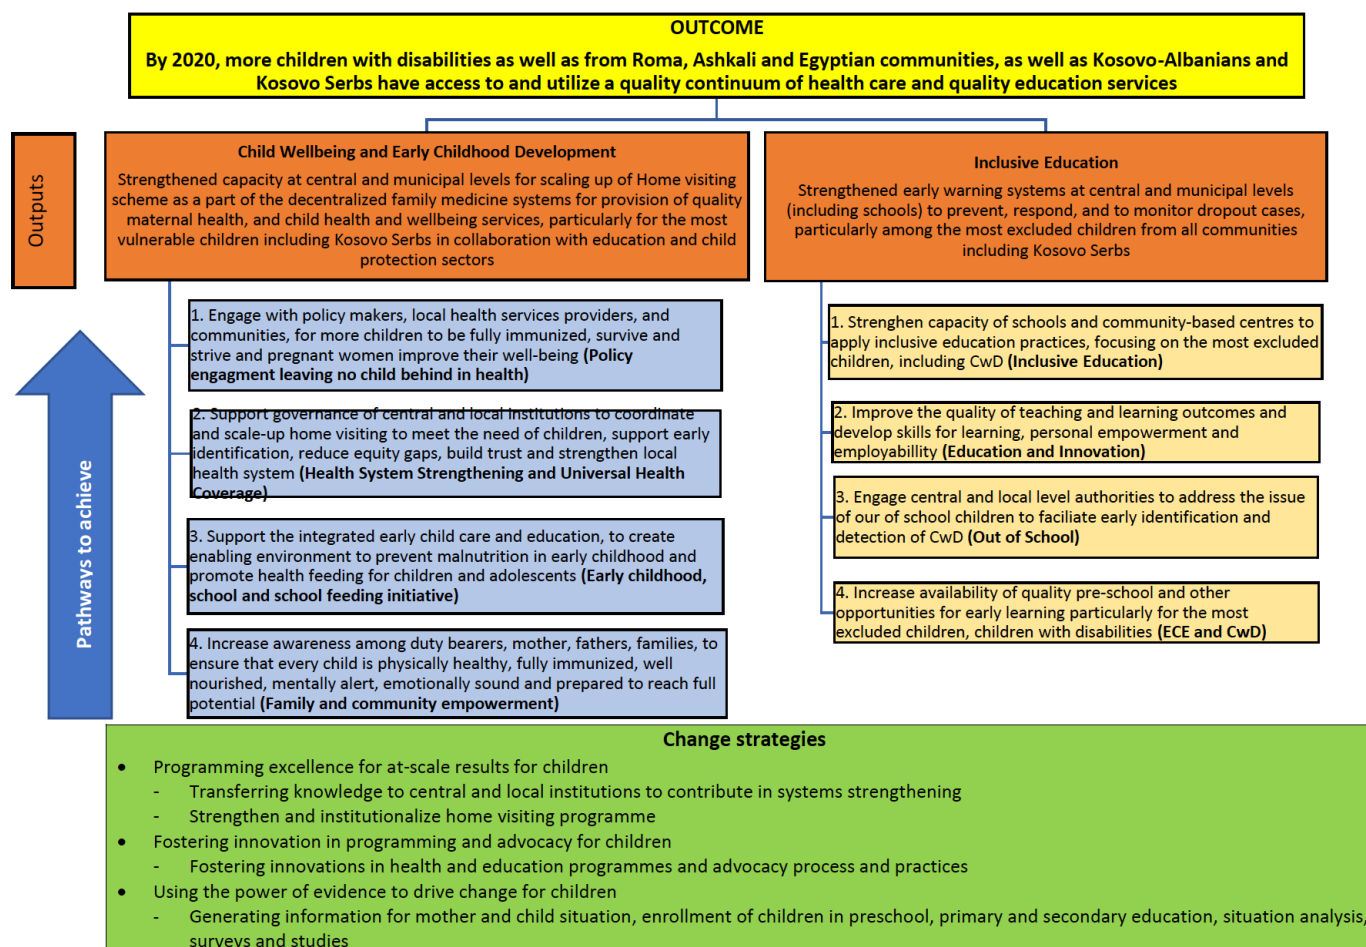 OUTCOME
By 2020, more children with disabilities as well as from Roma, Ashkali and Egyptian communities, as well as Kosovo-Albanians and
Kosovo Serbs have access to and utilize a quality continuum of health care and quality education services
Outputs
Child Wellbeing and Early Childhood Development
Strengthened capacity at central and municipal levels for scaling up of Home visiting
scheme as a part of the decentralized family medicine systems for provision of quality
maternal health, and child health and wellbeing services, particularly for the most
vulnerable children including Kosovo Serbs in collaboration with education and child
protection sectors
Inclusive Education
Strengthened early warning systems at central and municipal levels
(including schools) to prevent, respond, and to monitor dropout cases,
particularly among the most excluded children from all communities
including Kosovo Serbs
Pathways to achieve
1. Engage with policy makers, local health services providers, and
communities, for more children to be fully immunized, survive and
strive and pregnant women improve their well-being (Policy
engagment leaving no child behind in health)
2. Support governance of central and local institutions to coordinate
and scale-up home visiting to meet the need of children, support early
identification, reduce equity gaps, build trust and strengthen local
health system (Health System Strengthening and Universal Health
Coverage)
3. Support the integrated early child care and education, to create
enabling environment to prevent malnutrition in early childhood and
promote health feeding for children and adolescents (Early childhood,
school and school feeding initiative)
4. Increase awareness among duty bearers, mother, fathers, families, to
ensure that every child is physically healthy, fully immunized, well
nourished, mentally alert, emotionally sound and prepared to reach full
potential (Family and community empowerment)
1. Strenghen capacity of schools and community-based centres to
apply inclusive education practices, focusing on the most excluded
children, including CwD (Inclusive Education)
2. Improve the quality of teaching and learning outcomes and
develop skills for learning, personal empowerment and
employabillity (Education and Innovation)
3. Engage central and local level authorities to address the issue
of our of school children to faciliate early identification and
detection of CwD (Out of School)
4. Increase availability of quality pre-school and other
opportunities for early learning particularly for the most
excluded children, children with disabilities (ECE and CwD)
Change strategies
• Programming excellence for at-scale results for children
- Transferring knowledge to central and local institutions to contribute in systems strengthening
- Strengthen and institutionalize home visiting programme
• Fostering innovation in programming and advocacy for children
- Fostering innovations in health and education programmes and advocacy process and practices
• Using the power of evidence to drive change for children
- Generating information for mother and child situation, enrollment of children in preschool, primary and secondary education, situation analysis,
surveys and studies